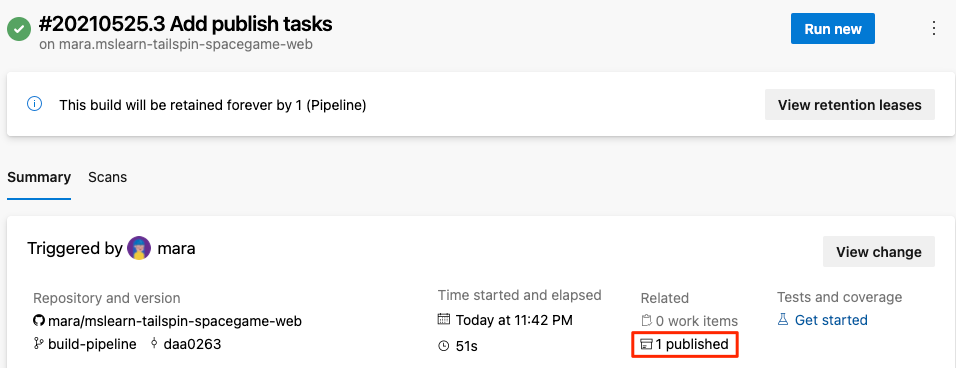 #20210525.3 Add publish tasks
on mara.mslearn-tailspin-spacegame-web
Run new
This build will be retained forever by 1 (Pipeline)
View retention leases
Summary
Scans
Triggered by mara
View change
Repository and version
mara/mslearn-tailspin-spacegame-web
build-pipeline daa0263
Time started and elapsed
Today at 11:42 PM
51s
Related
0 work items
1 published
Tests and coverage
Get started